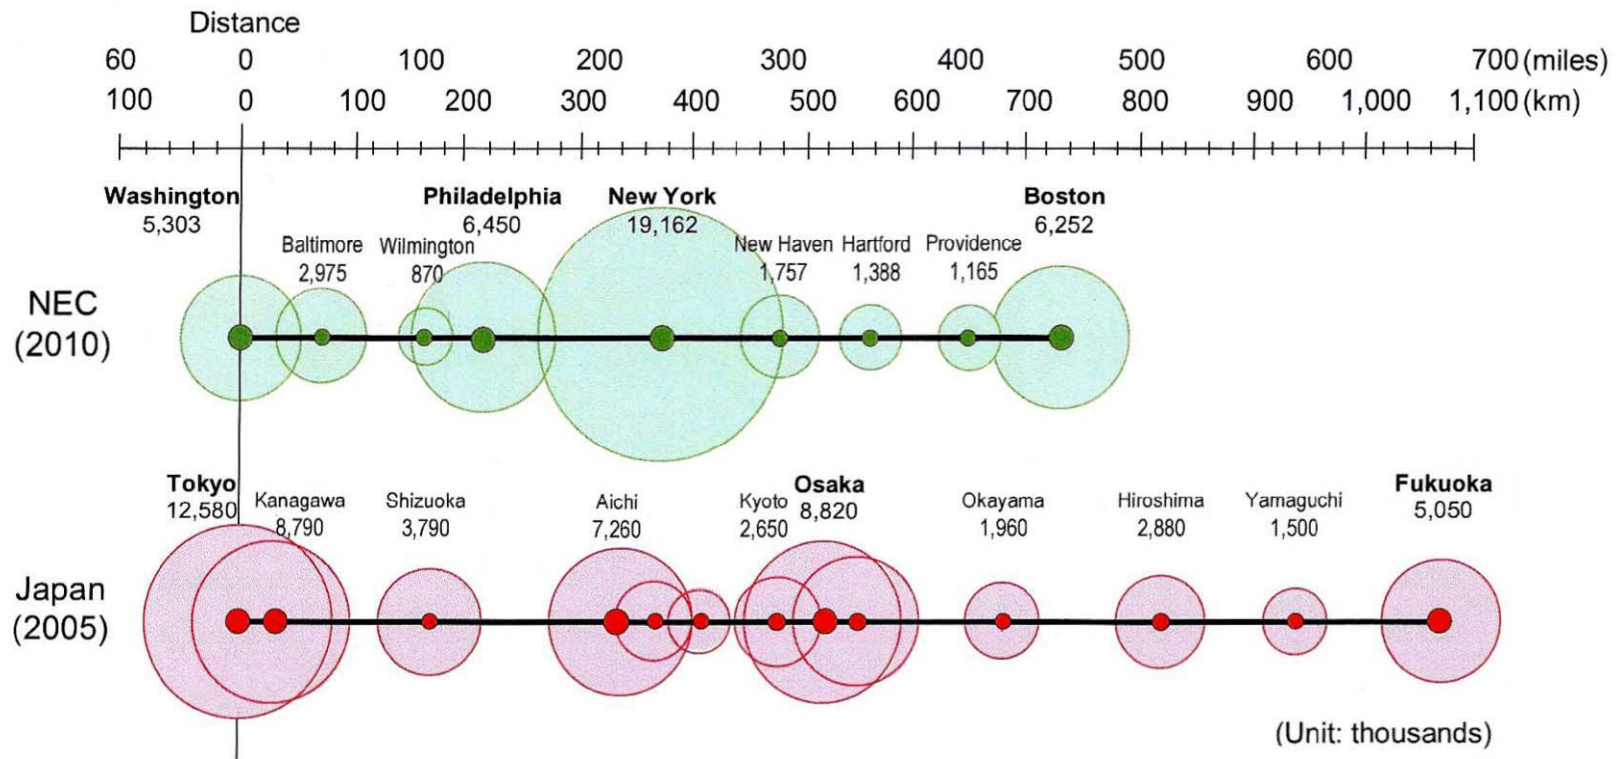 Distance
60 0 100 200 300 400 500 600 700 (miles)
100 0 100 200 300 400 500 600 700 800 900 1,000 1,100 (km)
Washington
5,303
Philadelphia
6,450
New York
19,162
Boston
6,252
Baltimore
2,975
Wilmington
870
New Haven
1,757
Hartford
1,388
Providence
1,165
NEC
(2010)
Tokyo
12,580
Kanagawa
8,790
Shizuoka
3,790
Aichi
7,260
Kyoto
2,650
Osaka
8,820
Okayama
1,960
Hiroshima
2,880
Yamaguchi
1,500
Fukuoka
5,050
Japan
(2005)
(Unit: thousands)